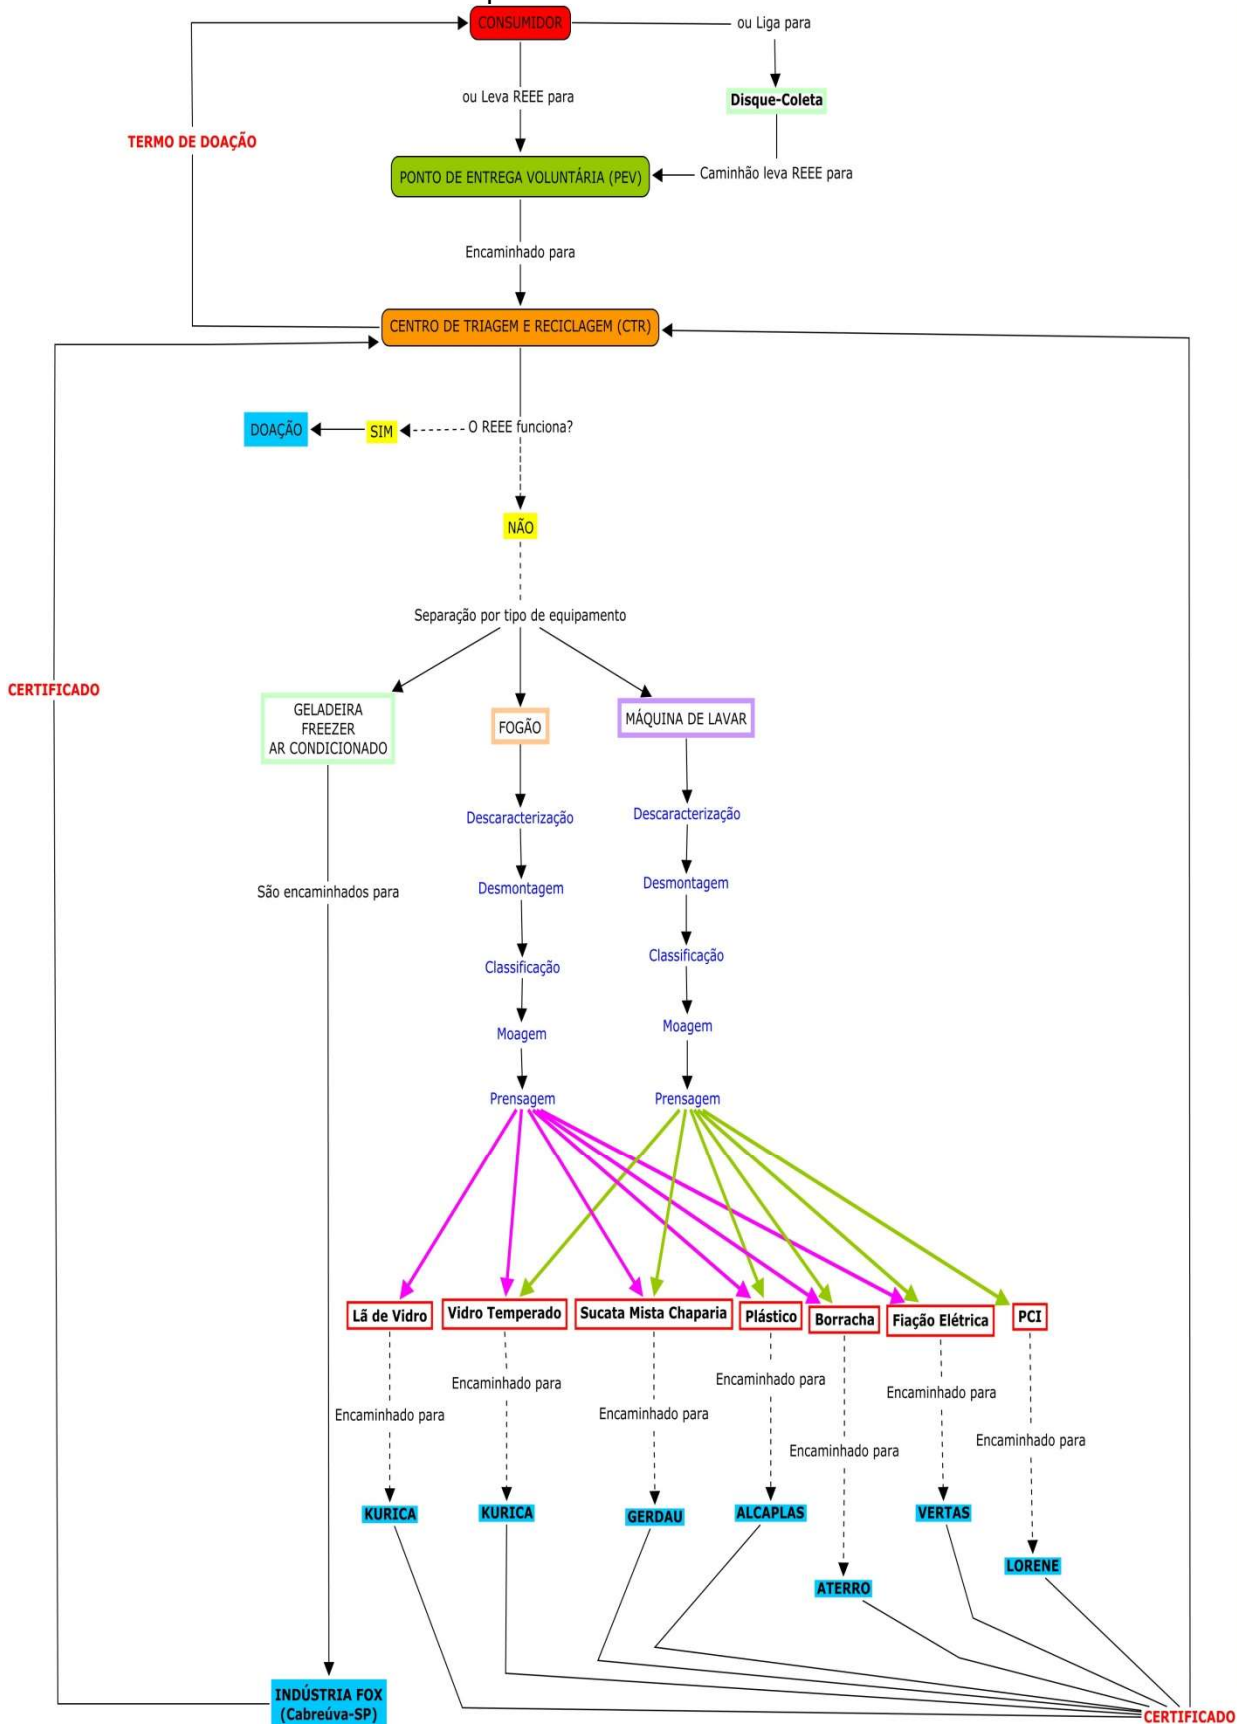 CONSUMIDOR
ou Liga para
ou Leva REEE para
Disque-Coleta
TERMO DE DOAÇÃO
PONTO DE ENTREGA VOLUNTÁRIA (PEV)
Caminhão leva REEE para
Encaminhado para
CENTRO DE TRIAGEM E RECICLAGEM (CTR)
DOAÇÃO
SIM
O REEE funciona?
NÃO
Separação por tipo de equipamento
CERTIFICADO
GELADEIRA
FREEZER
AR CONDICIONADO
FOGÃO
MÁQUINA DE LAVAR
Descaracterização
Descaracterização
Desmontagem
Desmontagem
São encaminhados para
Classificação
Classificação
Moagem
Moagem
Prensagem
Prensagem
Lã de Vidro
Vidro Temperado
Sucata Mista Chaparia
Plástico
Borracha
Fiação Elétrica
PCI
Encaminhado para
Encaminhado para
Encaminhado para
Encaminhado para
Encaminhado para
Encaminhado para
Encaminhado para
KURICA
KURICA
GERDAU
ALCAPLAS
ATERRO
VERTAS
LORENE
INDÚSTRIA FOX
(Cabreúva-SP)
CERTIFICADO